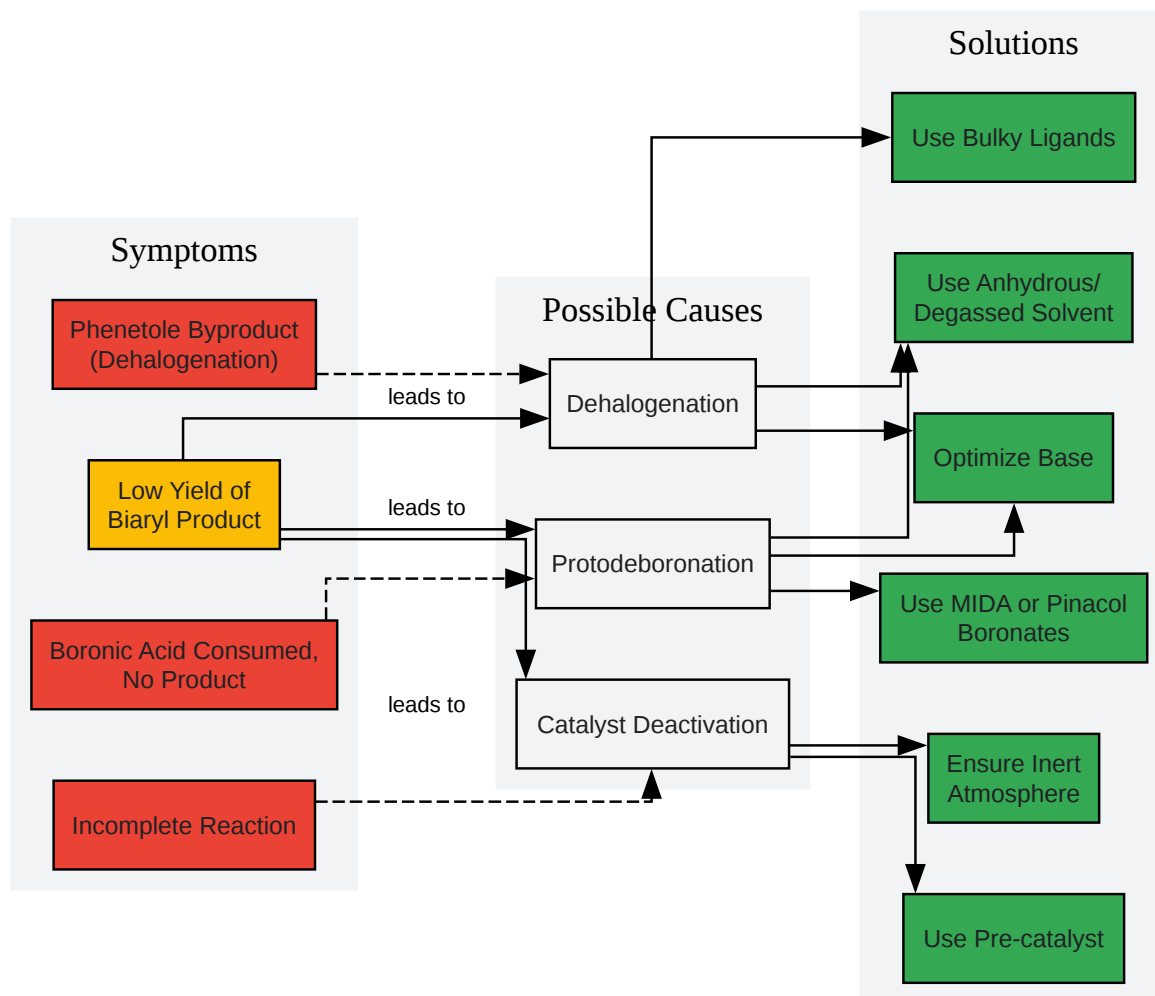 Symptoms
Phenetole Byproduct
(Dehalogenation)
Low Yield of
Biaryl Product
Boronic Acid Consumed,
No Product
Incomplete Reaction
leads to
leads to
leads to
Possible Causes
Dehalogenation
Protodeboronation
Catalyst Deactivation
Solutions
Use Bulky Ligands
Use Anhydrous/
Degassed Solvent
Optimize Base
Use MIDA or Pinacol
Boronates
Ensure Inert
Atmosphere
Use Pre-catalyst